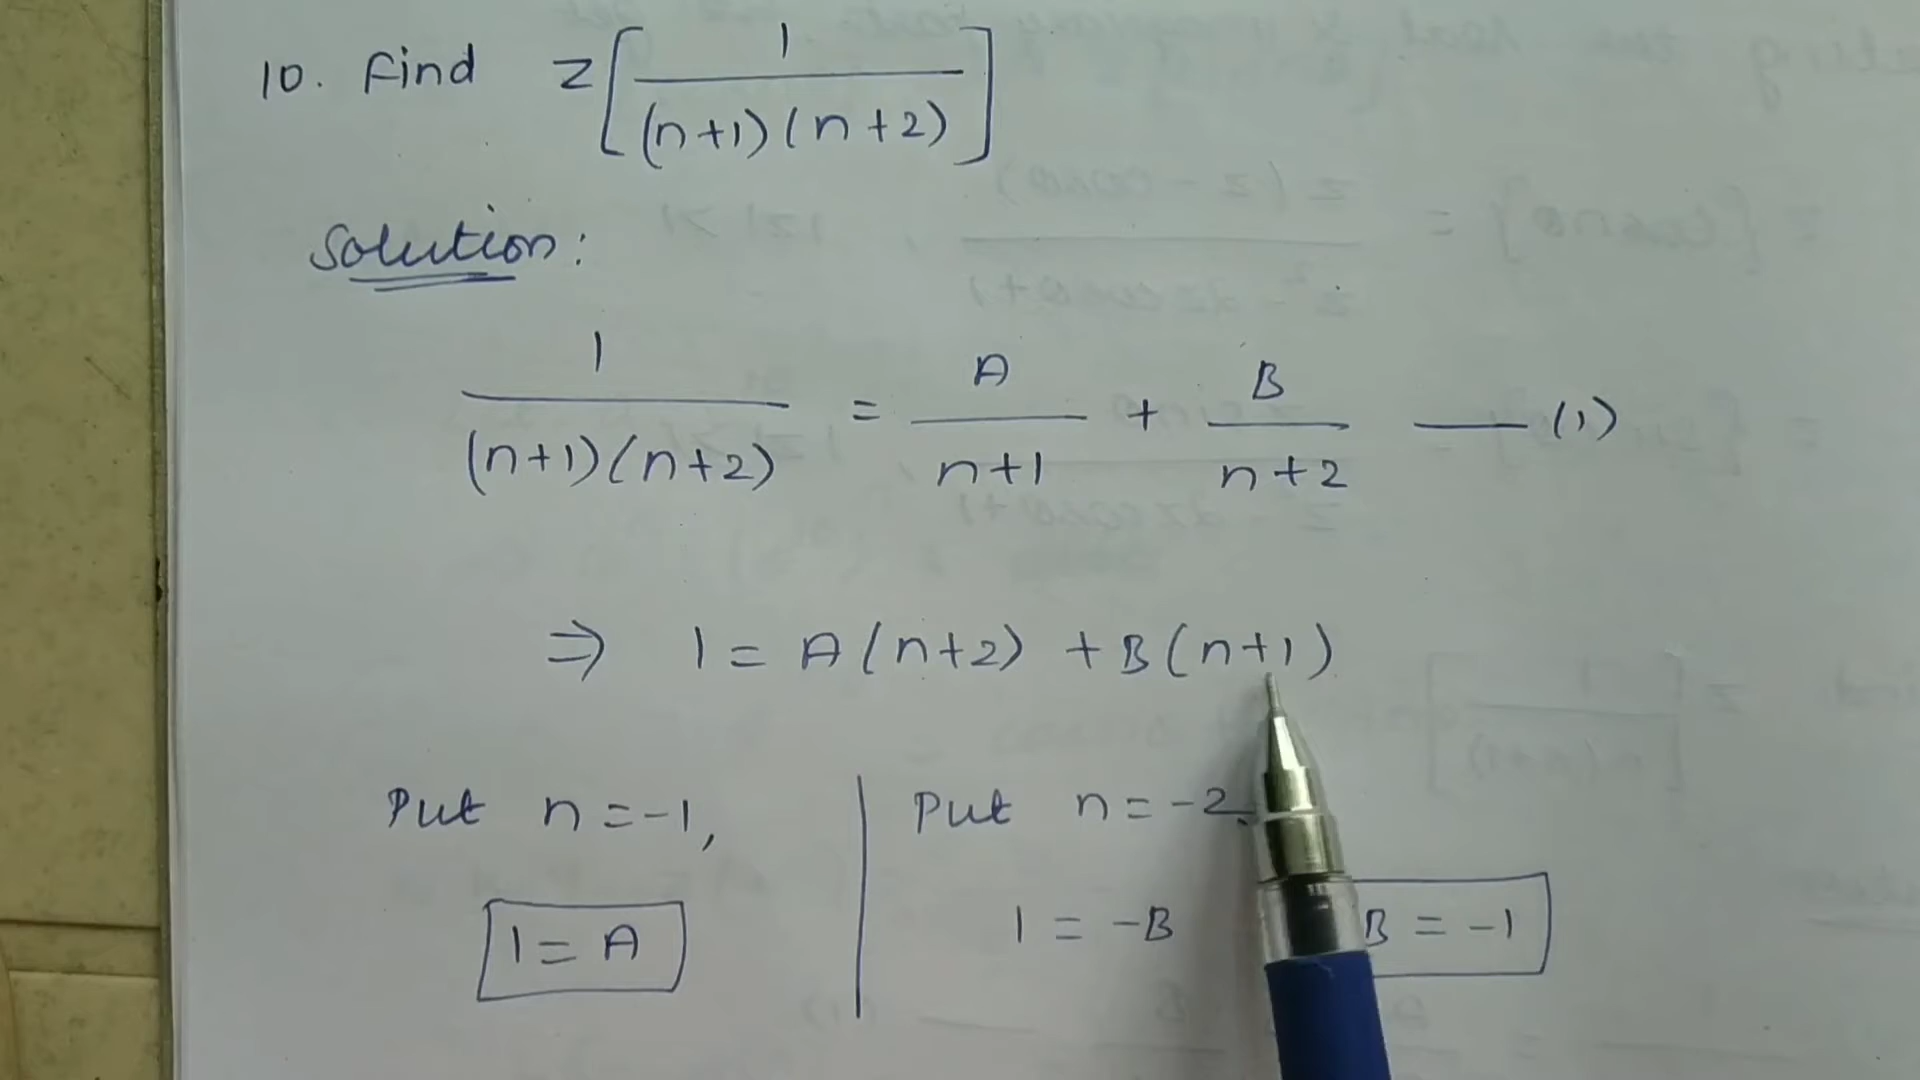 10. Find Z[1/((n+1)(n+2))]
Solution:
1/((n+1)(n+2)) = A/(n+1) + B/(n+2) —— (1)
⇒ 1 = A(n+2) + B(n+1)
Put n = -1, | Put n = -2
1 = A | 1 = -B B = -1